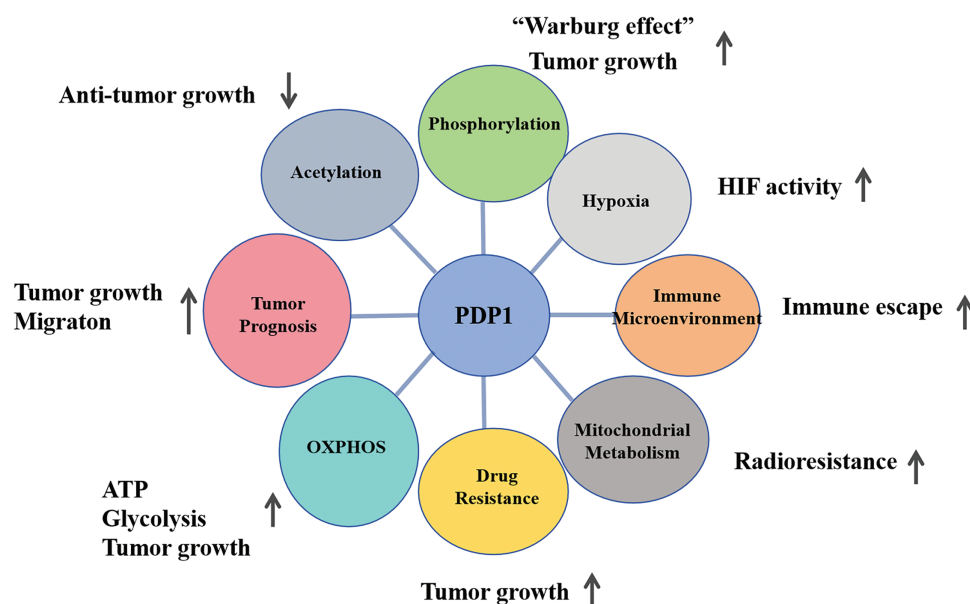 “Warburg effect”
Tumor growth
Anti-tumor growth
Phosphorylation
Acetylation
Hypoxia
HIF activity
Tumor growth
Migraton
Tumor
Prognosis
PDP1
Immune
Microenvironment
Immune escape
OXPHOS
Mitochondrial
Metabolism
Radioresistance
Drug
Resistance
ATP
Glycolysis
Tumor growth
Tumor growth